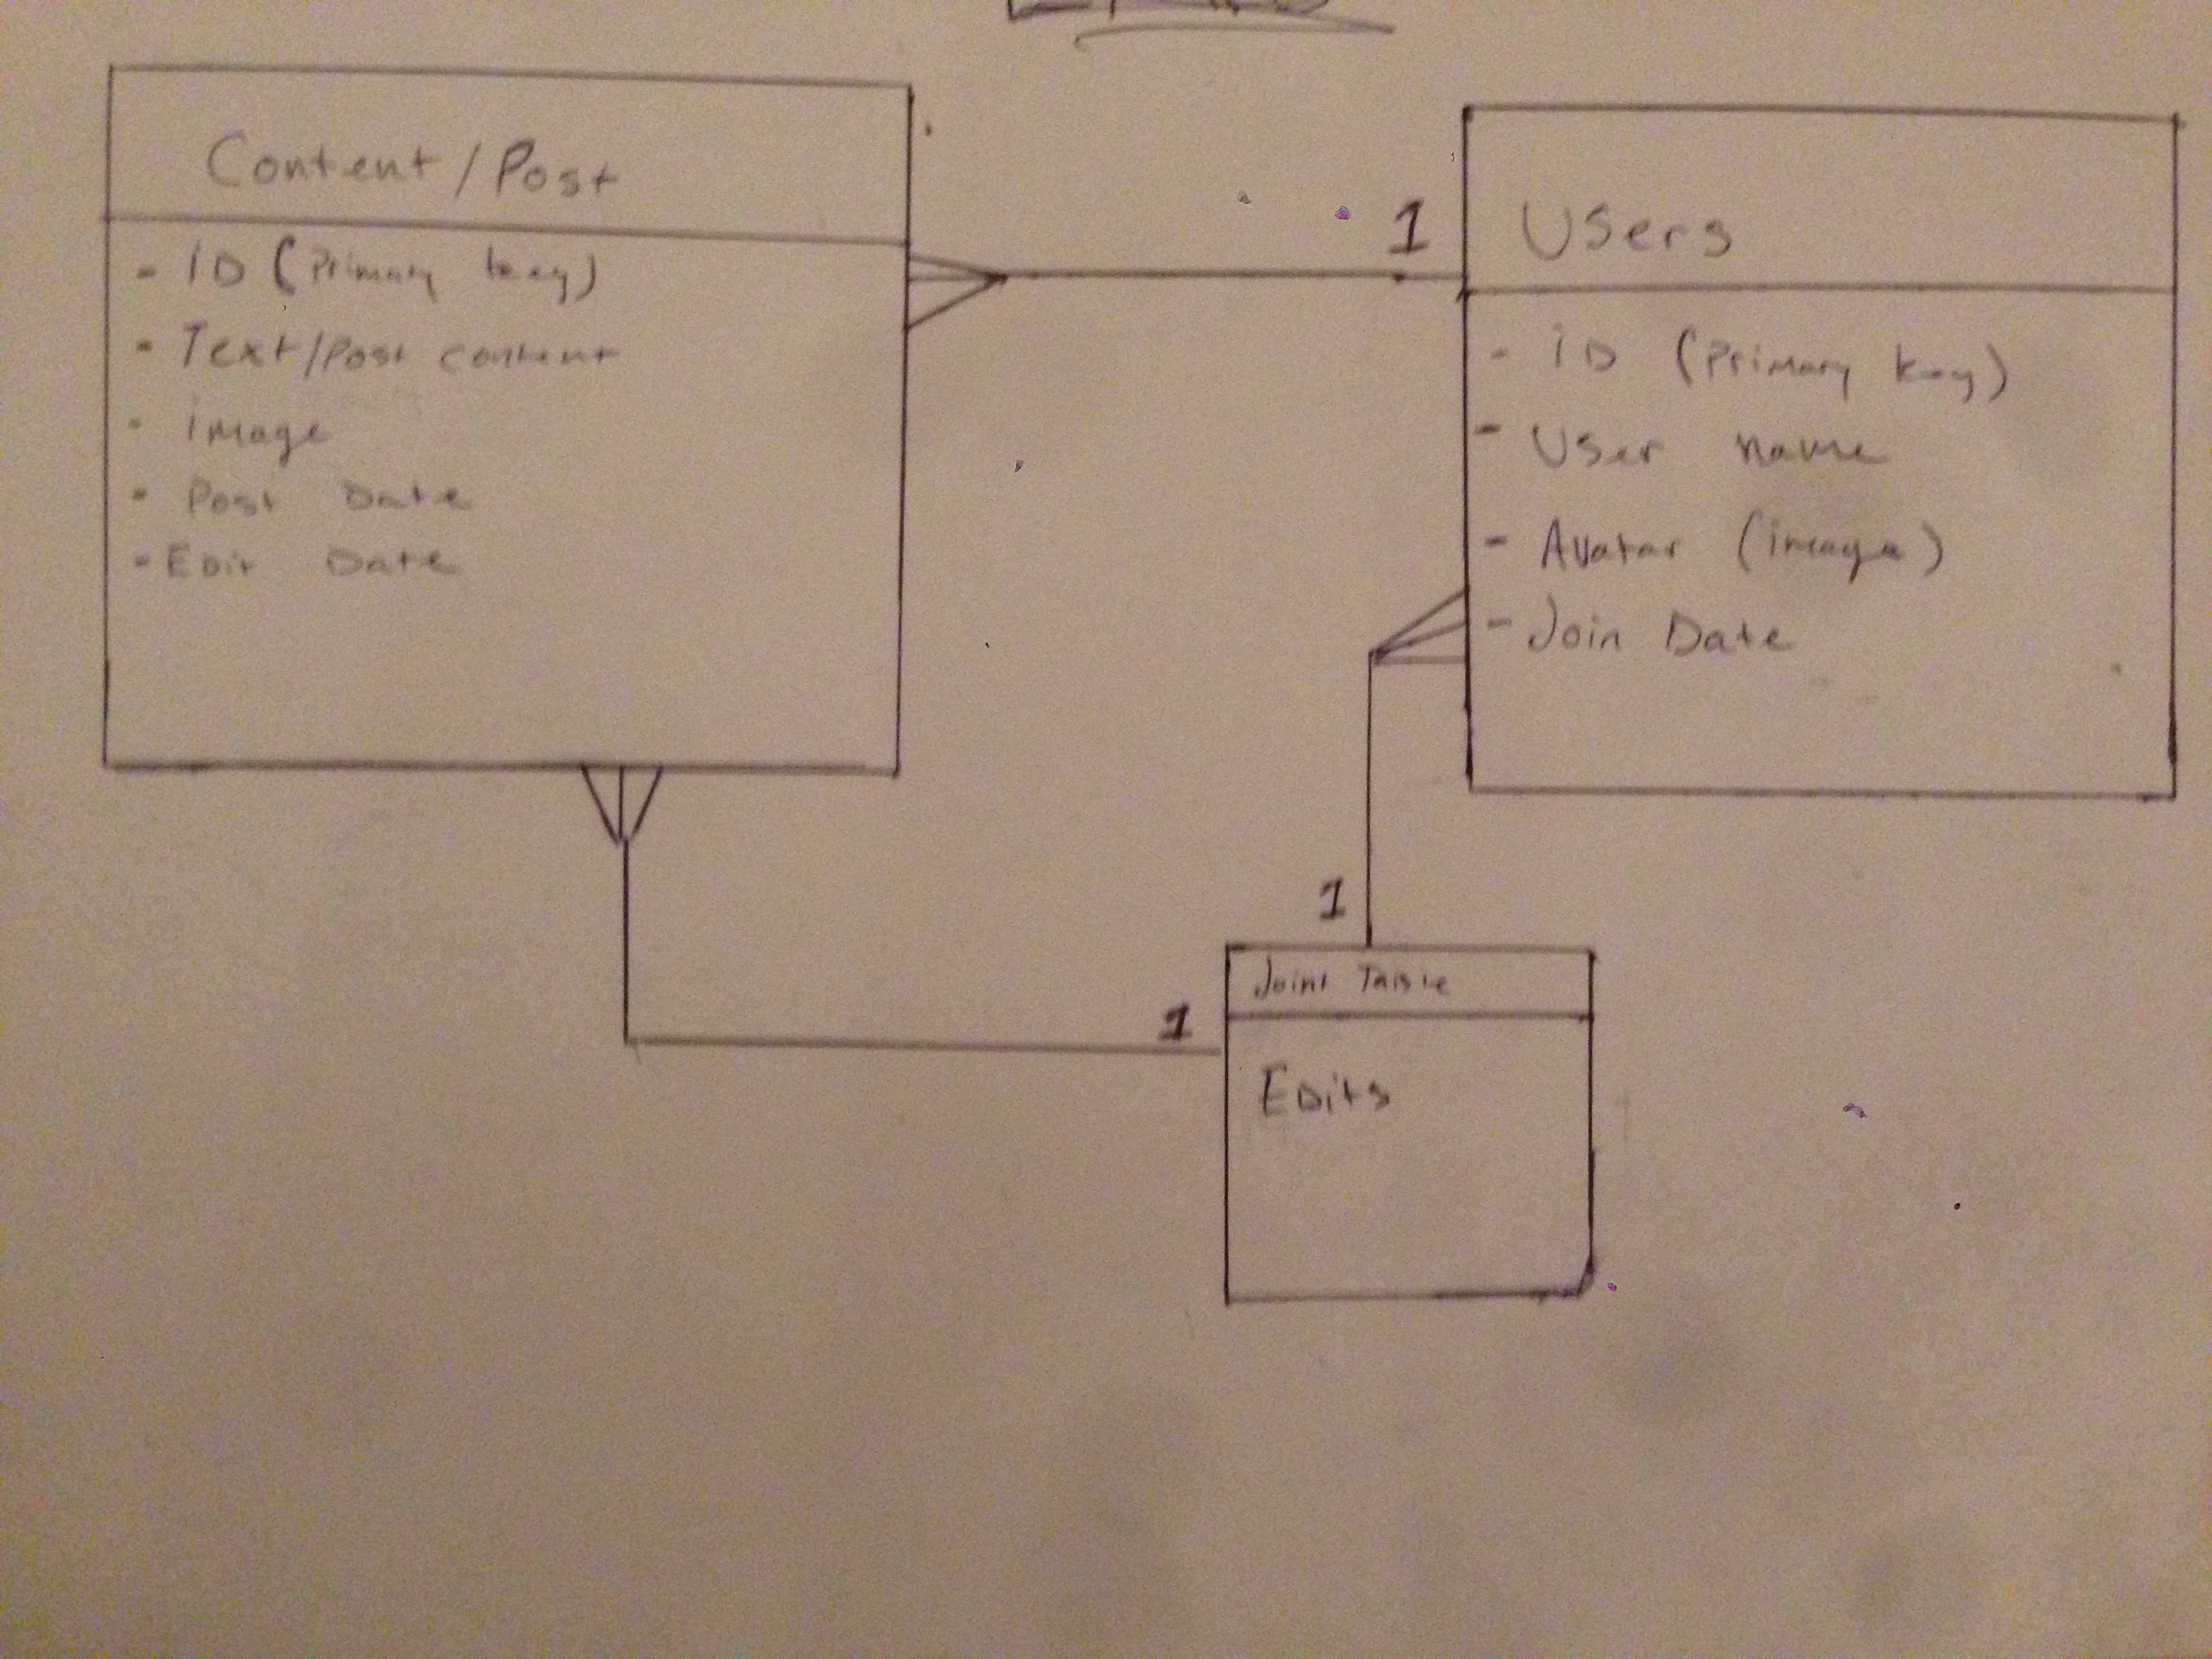 Content/Post
- ID (Primary key)
- Text/Post content
- Image
- Post Date
- Edit Date
1
Users
- ID (Primary key)
- User name
- Avatar (image)
- Join Date
1
1
Joint Table
Edits